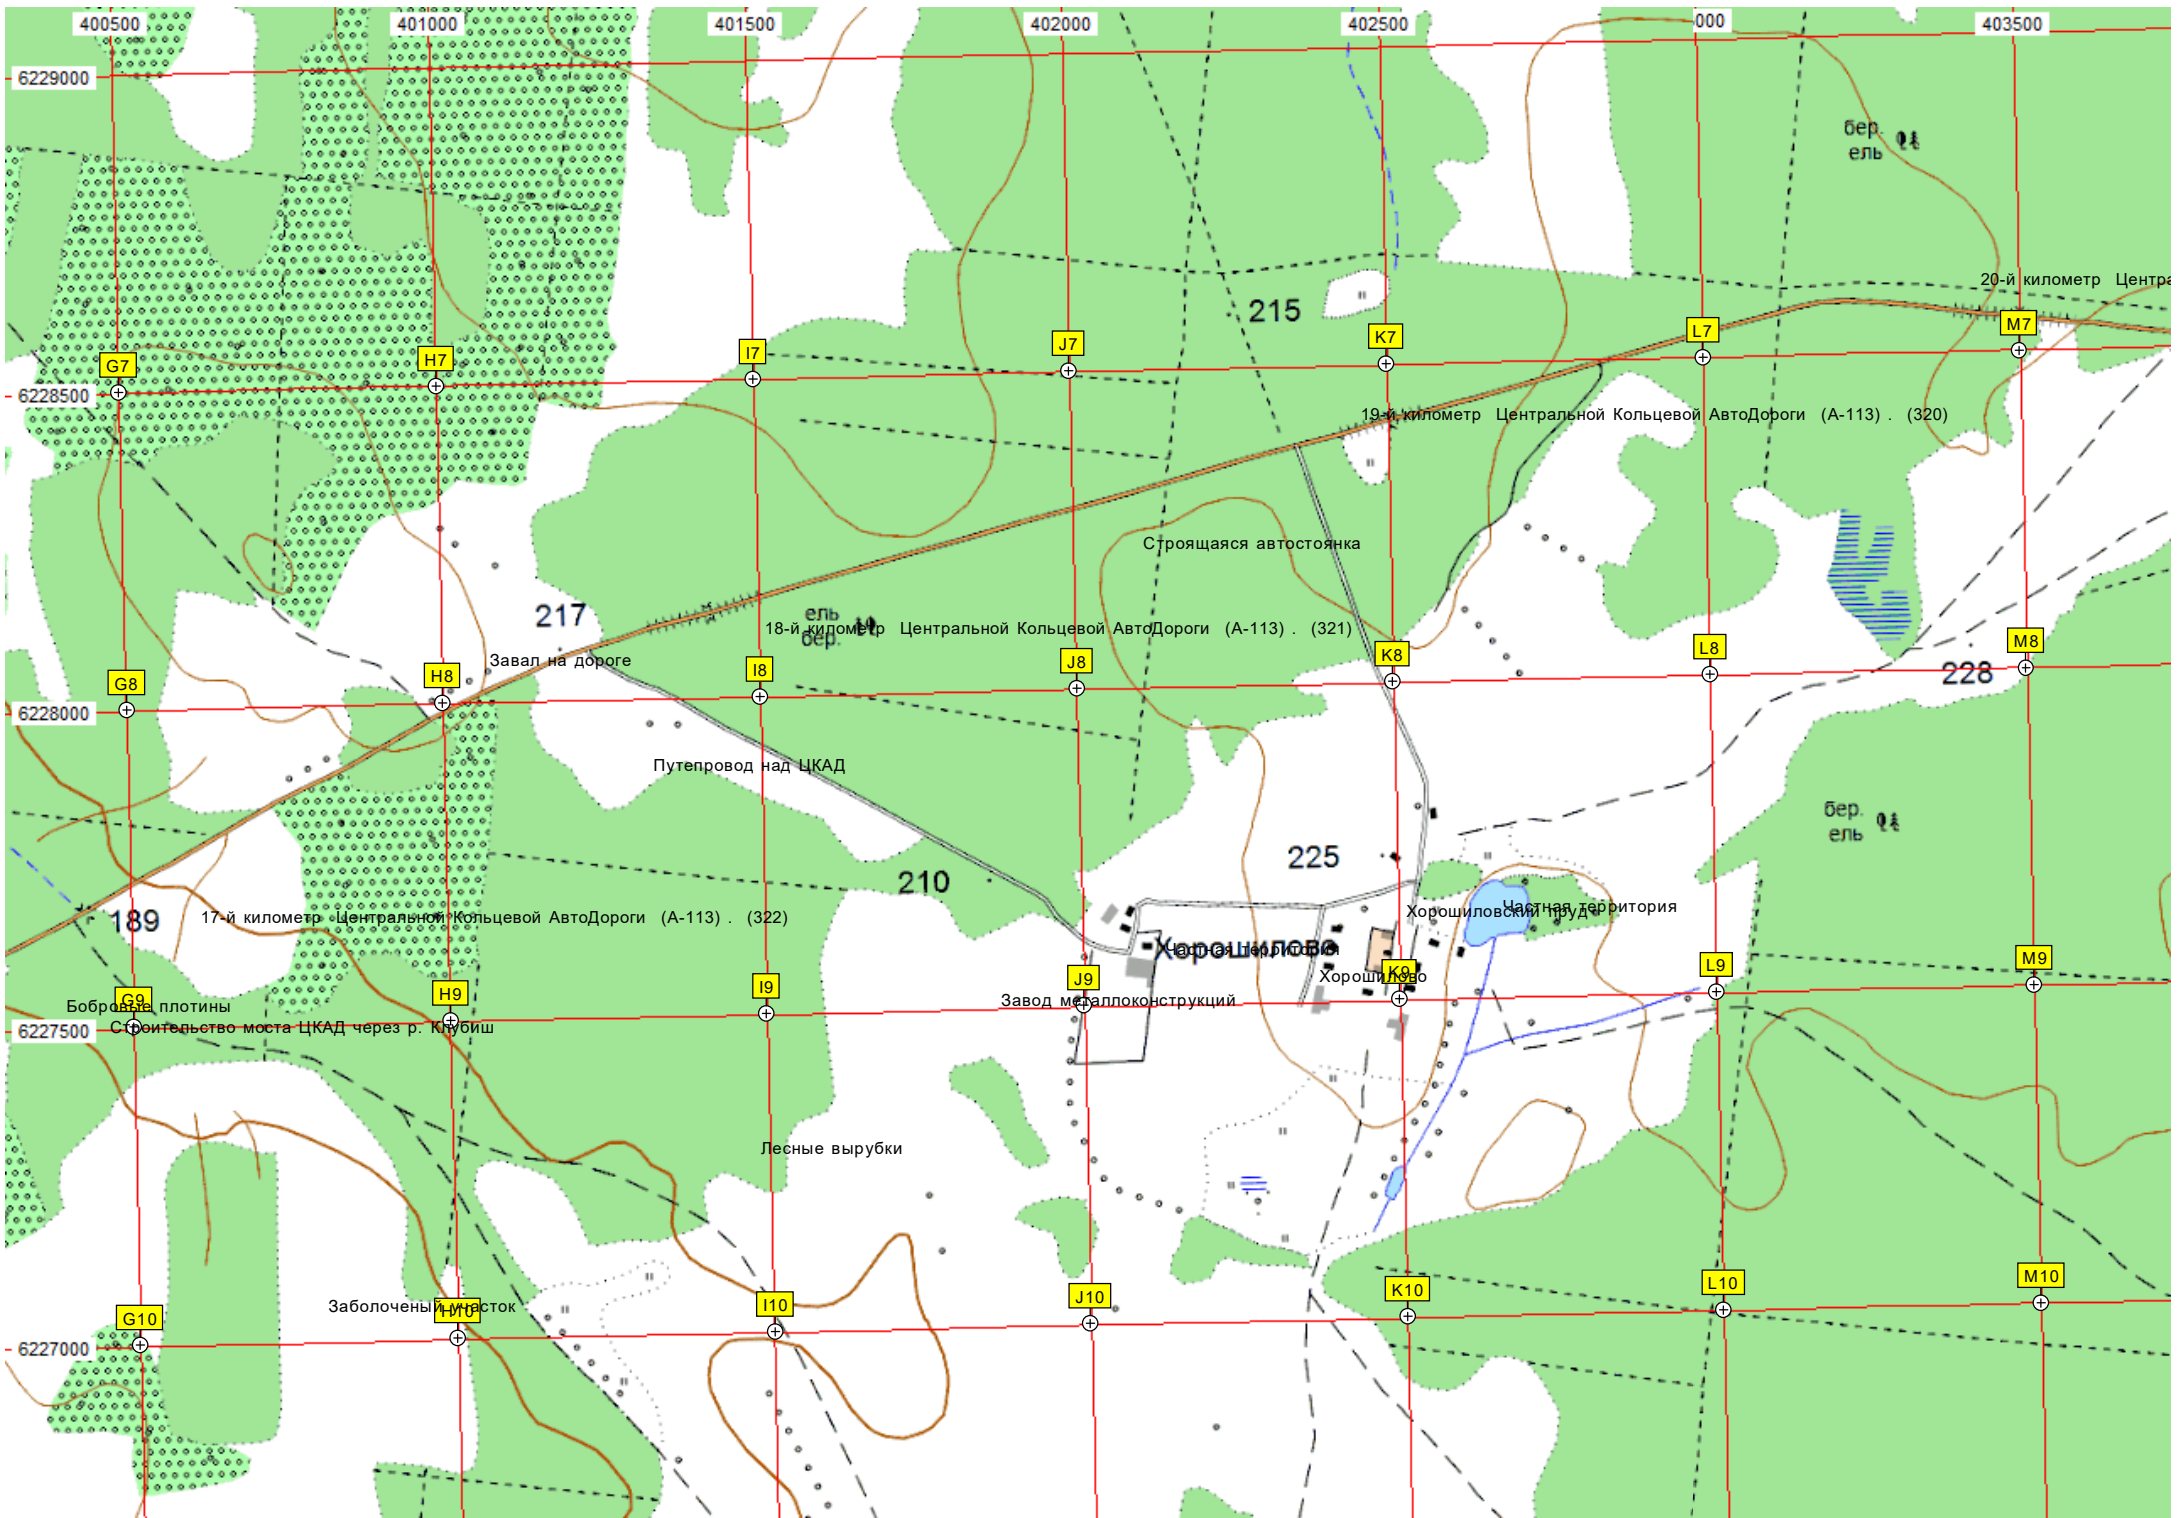 400500 401000 401500 402000 402500 000 403500
6229000
бер.
ель
20-й километр Центра
215
G7 H7 I7 J7 K7 L7 M7
6228500
19-й километр Центральной Кольцевой АвтоДороги (А-113) . (320)
Строящаяся автостоянка
217
ель
бер.
18-й километр Центральной Кольцевой АвтоДороги (А-113) . (321)
Завал на дороге
228
G8 H8 I8 J8 K8 L8 M8
6228000
Путепровод над ЦКАД
бер.
ель
225
210
189
17-й километр Центральной Кольцевой АвтоДороги (А-113) . (322)
Хорошиловский пруд
Частная территория
Хорошилово
Частная территория
Хорошилово
G9 H9 I9 J9 K9 L9 M9
Бобровые плотины
Завод металлоконструкций
Строительство моста ЦКАД через р. Клубиш
6227500
Лесные вырубки
Заболоченый участок
G10 H10 I10 J10 K10 L10 M10
6227000